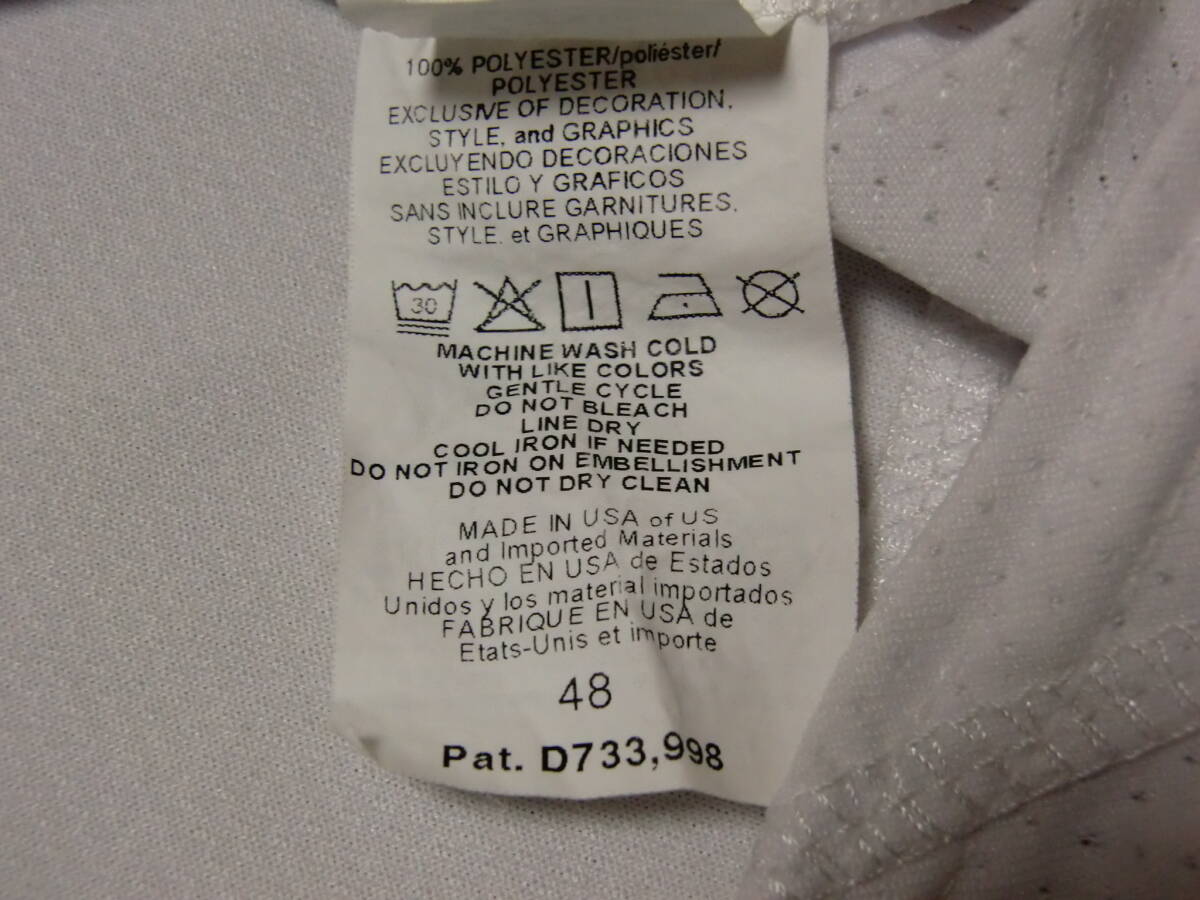 100% POLYESTER/poliéster/
POLYESTER
EXCLUSIVE OF DECORATION,
STYLE, and GRAPHICS
EXCLUYENDO DECORACIONES
ESTILO Y GRAFICOS
SANS INCLURE GARNITURES,
STYLE. et GRAPHIQUES
30
MACHINE WASH COLD
WITH LIKE COLORS
GENTLE CYCLE
DO NOT BLEACH
LINE DRY
COOL IRON IF NEEDED
DO NOT IRON ON EMBELLISHMENT
DO NOT DRY CLEAN
MADE IN USA of US
and Imported Materials
HECHO EN USA de Estados
Unidos y los material importados
FABRIQUE EN USA de
Etats-Unis et importe
48
Pat. D733,998